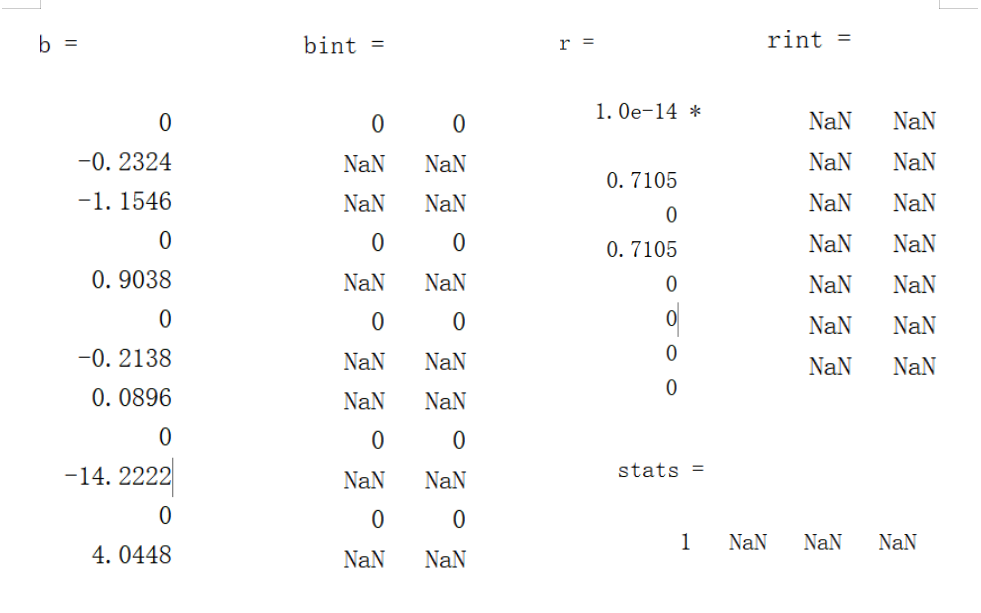 b =
0
-0.2324
-1.1546
0
0.9038
0
-0.2138
0.0896
0
-14.2222
0
4.0448
bint =
0 0
NaN NaN
NaN NaN
0 0
NaN NaN
0 0
NaN NaN
NaN NaN
0 0
NaN NaN
0 0
NaN NaN
r =
1.0e-14 *
0.7105
0
0.7105
0
0
0
0
rint =
NaN NaN
NaN NaN
NaN NaN
NaN NaN
NaN NaN
NaN NaN
NaN NaN
stats =
1 NaN NaN NaN